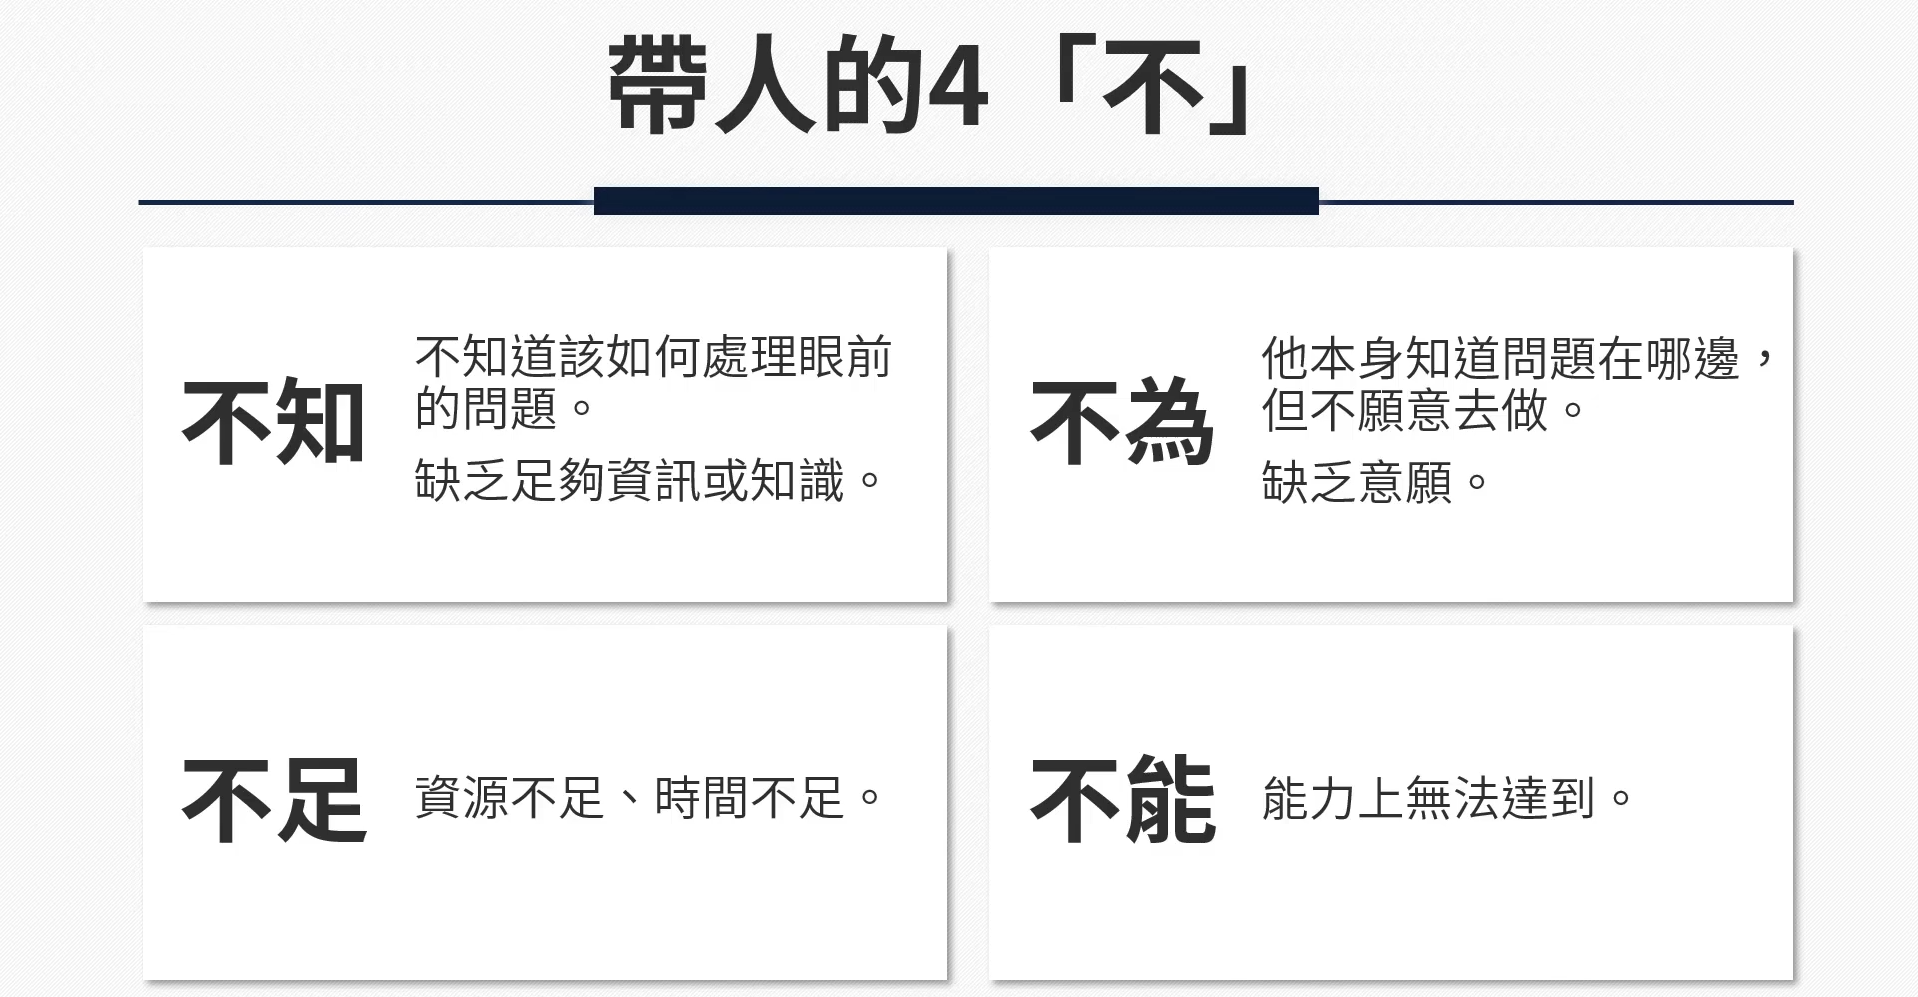 帶人的4「不」
不知
不知道該如何處理眼前
的問題。
缺乏足夠資訊或知識。
不為
他本身知道問題在哪邊，
但不願意去做。
缺乏意願。
不足
資源不足、時間不足。
不能
能力上無法達到。